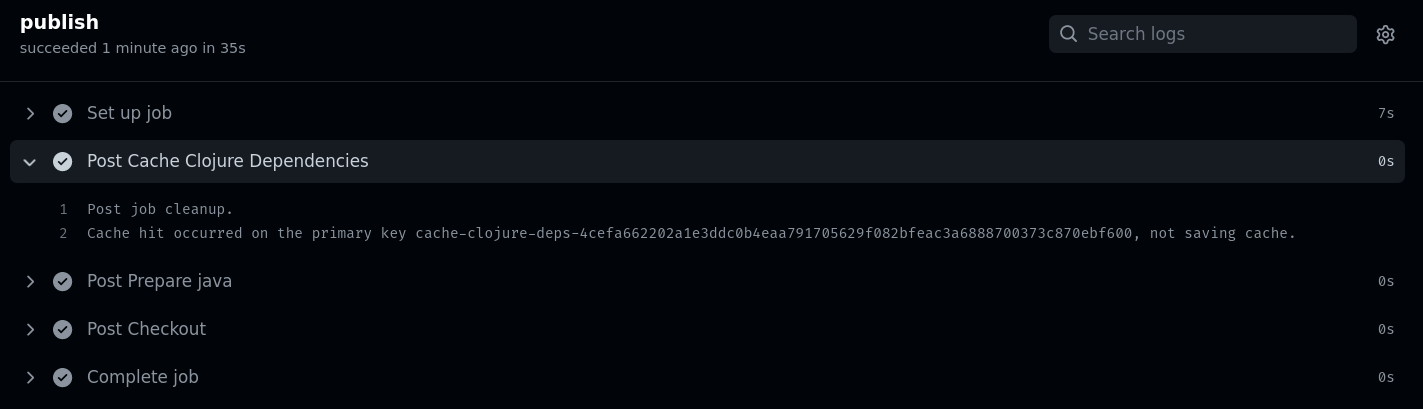 publish
succeeded 1 minute ago in 35s
Search logs
Set up job 7s
Post Cache Clojure Dependencies 0s
1 Post job cleanup.
2 Cache hit occurred on the primary key cache-clojure-deps-4cefa662202a1e3ddc0b4eaa791705629f082bfeac3a6888700373c870ebf600, not saving cache.
Post Prepare java 0s
Post Checkout 0s
Complete job 0s